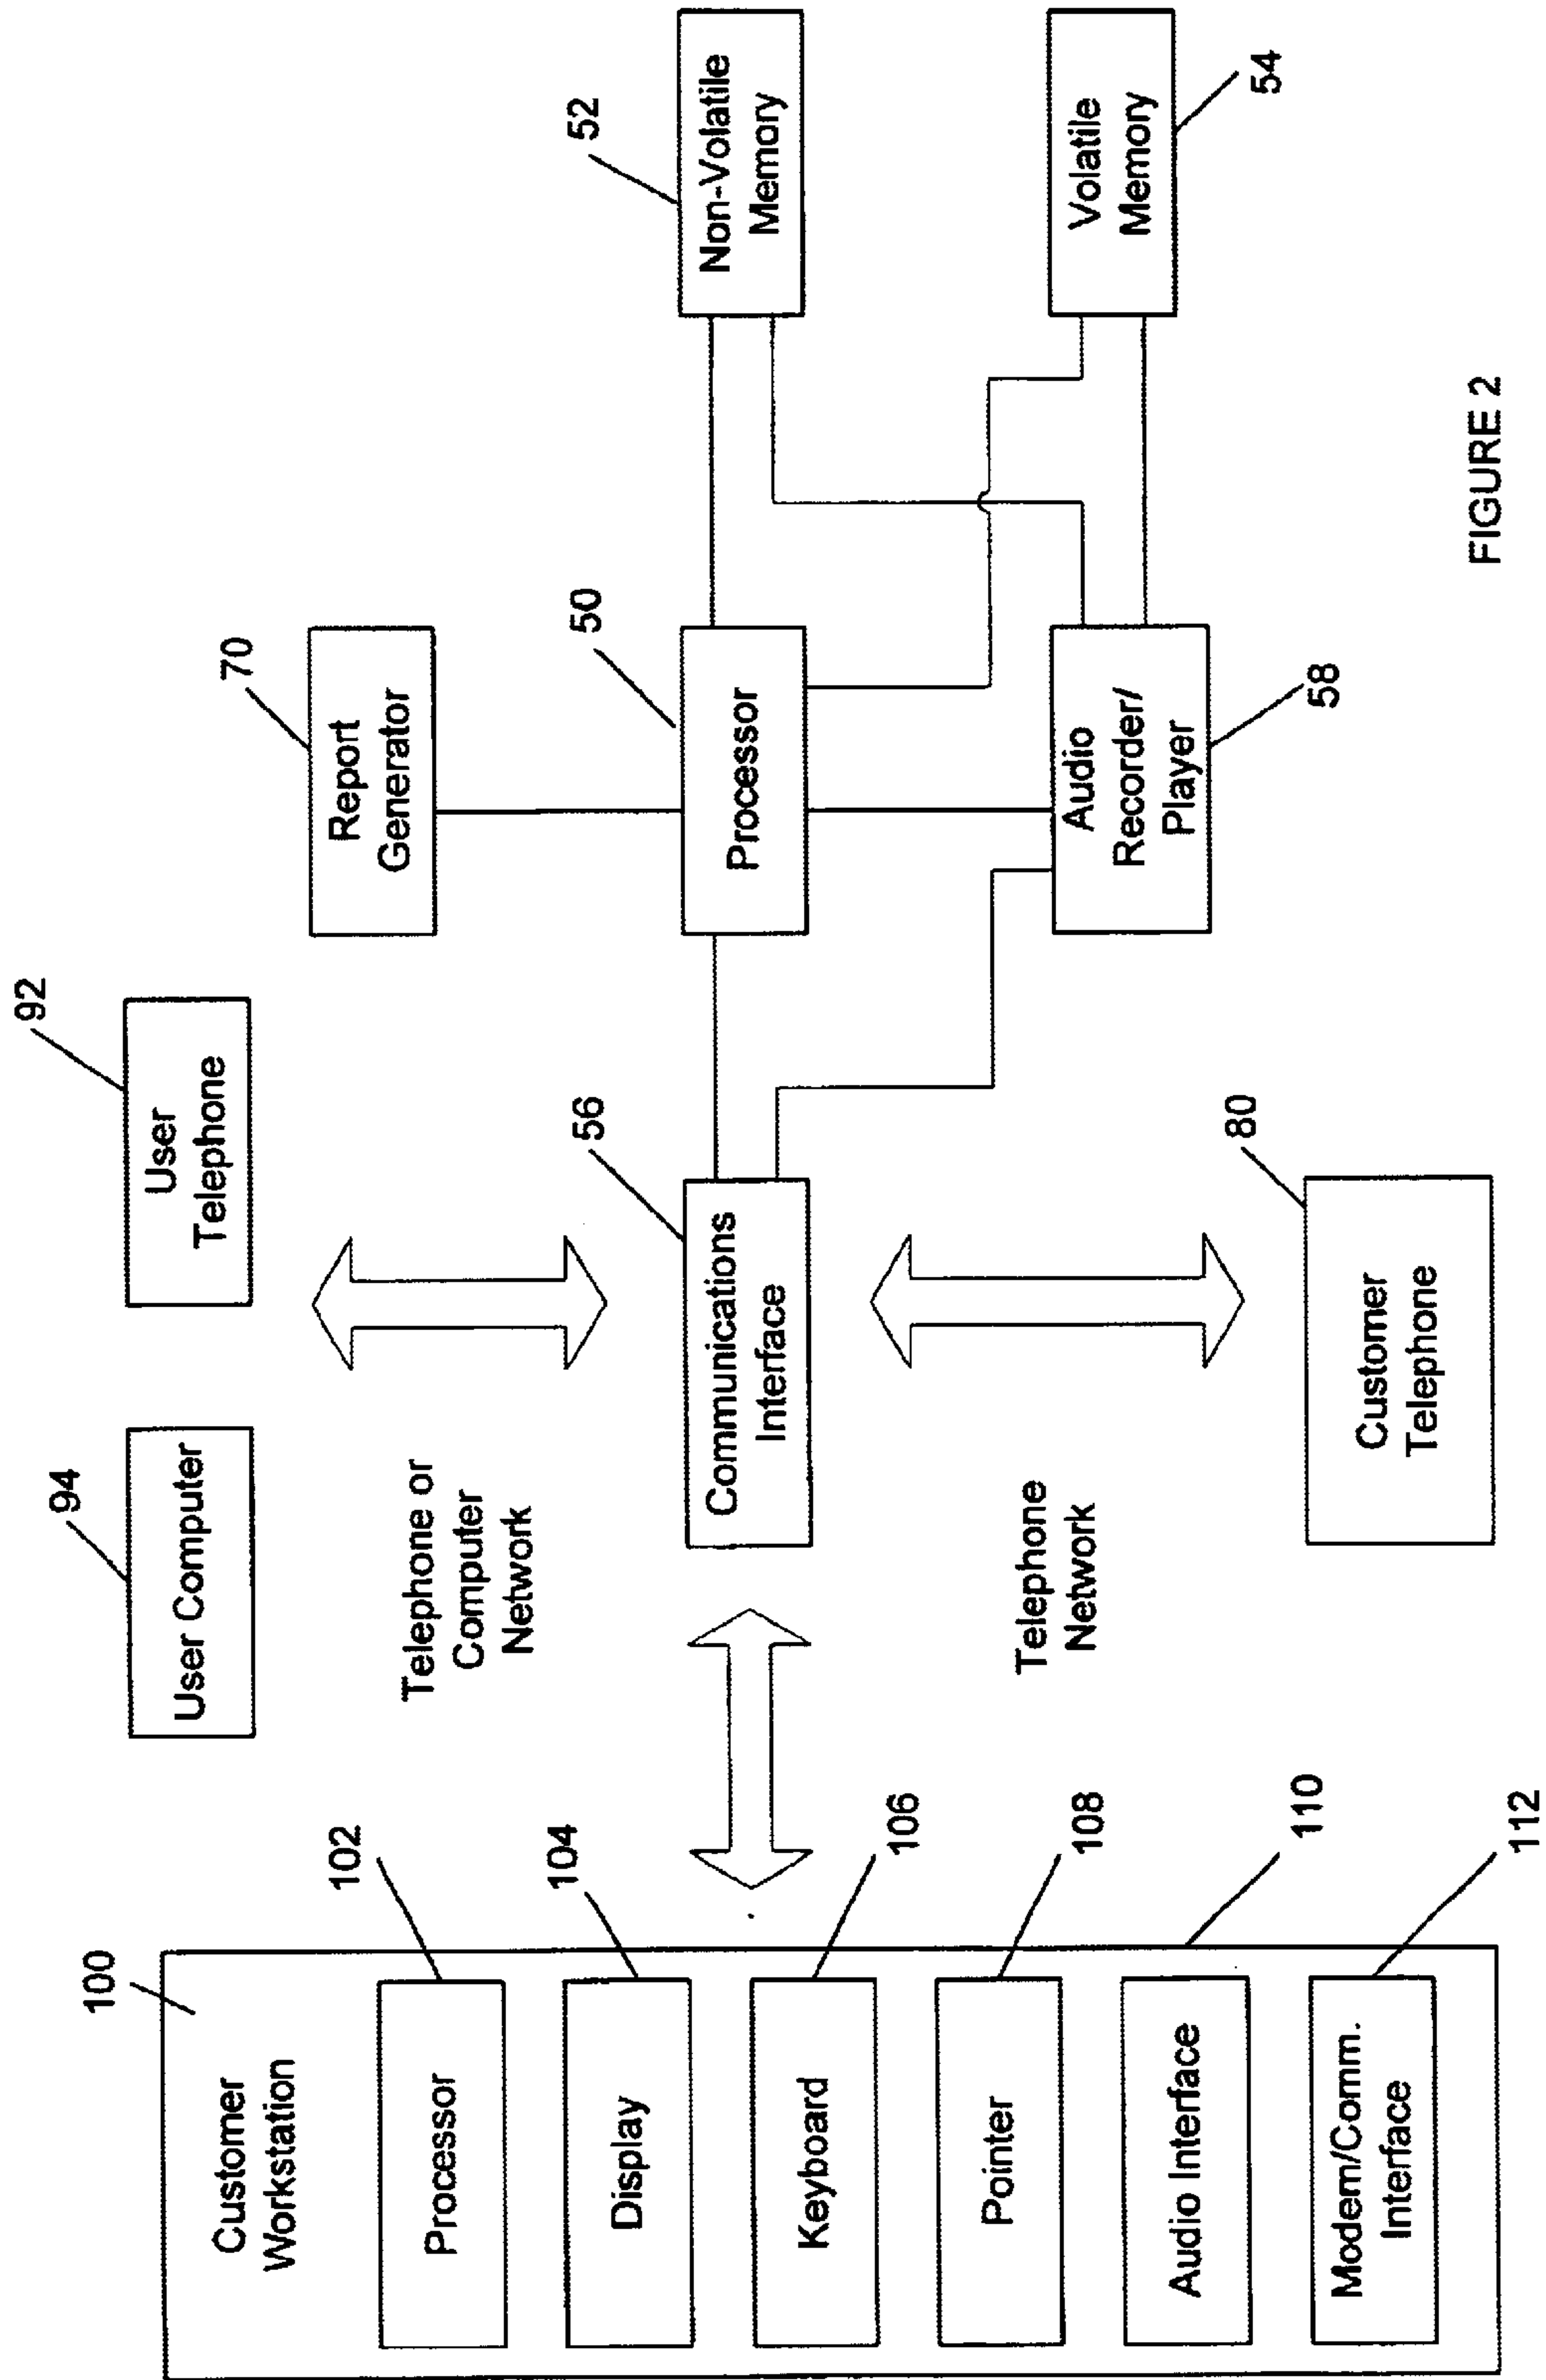 100
Customer
Workstation
102
Processor
104
Display
106
Keyboard
108
Pointer
110
Audio Interface
112
Modem/Comm.
Interface
94
User Computer
92
User
Telephone
Telephone or
Computer
Network
56
Communications
Interface
Telephone
Network
80
Customer
Telephone
70
Report
Generator
50
Processor
58
Audio
Recorder/
Player
52
Non-Volatile
Memory
54
Volatile
Memory
FIGURE 2